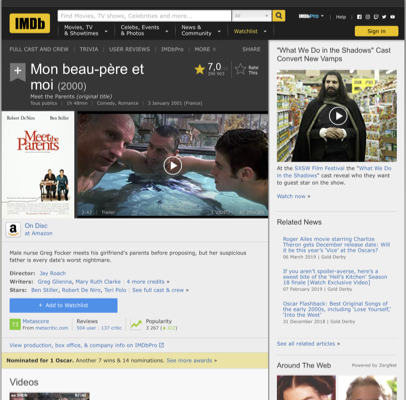 IMDb
Find Movies, TV shows, Celebrities and more...
All
IMDbPro
Help
Movies, TV
& Showtimes
Celebs, Events
& Photos
News &
Community
Watchlist
Sign in
FULL CAST AND CREW | TRIVIA | USER REVIEWS | IMDbPro | MORE
SHARE
Mon beau-père et
moi (2000)
7,0
Rate
This
Meet the Parents (original title)
Tous publics | 1h 48min | Comedy, Romance | 3 January 2001 (France)
Robert DeNiro
Ben Stiller
Meet the
Parents
Trailer
On Disc
at Amazon
Male nurse Greg Focker meets his girlfriend's parents before proposing, but her suspicious
father is every date's worst nightmare.
Director: Jay Roach
Writers: Greg Glienna, Mary Ruth Clarke | 4 more credits »
Stars: Ben Stiller, Robert De Niro, Teri Polo | See full cast & crew »
+ Add to Watchlist
Metascore
From metacritic.com
Reviews
504 user | 137 critic
Popularity
View production, box office, & company info on IMDbPro
Nominated for 1 Oscar. Another 7 wins & 14 nominations. See more awards »
Videos
"What We Do in the Shadows" Cast
Convert New Vamps
At the SXSW Film Festival the "What We Do
in the Shadows" cast reveal who they want
to guest star on the show.
Watch now »
Related News
Roger Ailes movie starring Charlize
Theron gets December release date: Will
it be this year's 'Vice' at the Oscars?
06 March 2019 | Gold Derby
If you aren't spoiler-averse, here's a
sweet bite of the 'Hell's Kitchen' Season
18 finale [Watch Exclusive Video]
07 February 2019 | Gold Derby
Oscar Flashback: Best Original Songs of
the early 2000s, including 'Lose Yourself,'
'Into the West'
31 December 2018 | Gold Derby
See all related articles »
Around The Web
Powered by ZergNet